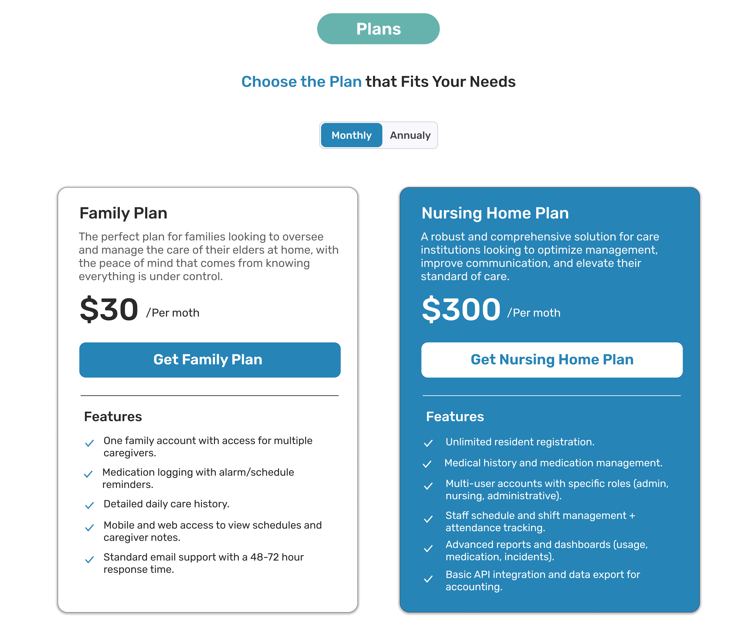 Plans
Choose the Plan that Fits Your Needs
Monthly
Annualy
Family Plan
The perfect plan for families looking to oversee
and manage the care of their elders at home, with
the peace of mind that comes from knowing
everything is under control.
$30 /Per moth
Get Family Plan
Features
One family account with access for multiple
caregivers.
Medication logging with alarm/schedule
reminders.
Detailed daily care history.
Mobile and web access to view schedules and
caregiver notes.
Standard email support with a 48-72 hour
response time.
Nursing Home Plan
A robust and comprehensive solution for care
institutions looking to optimize management,
improve communication, and elevate their
standard of care.
$300 /Per moth
Get Nursing Home Plan
Features
Unlimited resident registration.
Medical history and medication management.
Multi-user accounts with specific roles (admin,
nursing, administrative).
Staff schedule and shift management +
attendance tracking.
Advanced reports and dashboards (usage,
medication, incidents).
Basic API integration and data export for
accounting.